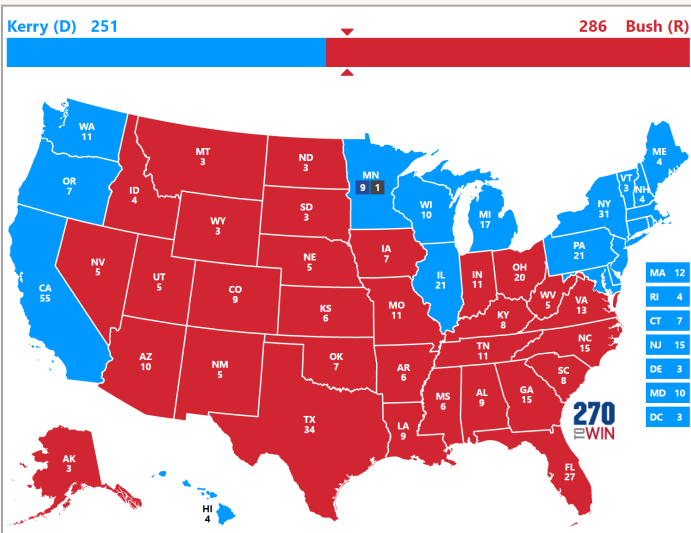 Kerry (D) 251
286 Bush (R)
WA
11
OR
7
CA
55
NV
5
ID
4
MT
3
WY
3
UT
5
CO
9
AZ
10
NM
5
ND
3
SD
3
NE
5
KS
6
OK
7
TX
34
MN
9 1
IA
7
MO
11
AR
6
LA
9
WI
10
IL
21
MI
17
IN
11
OH
20
KY
8
TN
11
MS
6
AL
9
GA
15
FL
27
SC
8
NC
15
VA
13
WV
5
PA
21
NY
31
VT
3
NH
4
ME
4
MA 12
RI 4
CT 7
NJ 15
DE 3
MD 10
DC 3
AK
3
HI
4
270
TO WIN